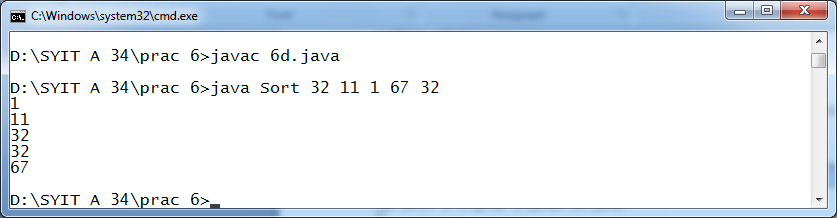 C:\Windows\system32\cmd.exe
D:\SYIT A 34\prac 6>javac 6d.java
D:\SYIT A 34\prac 6>java Sort 32 11 1 67 32
1
11
32
32
67
D:\SYIT A 34\prac 6>